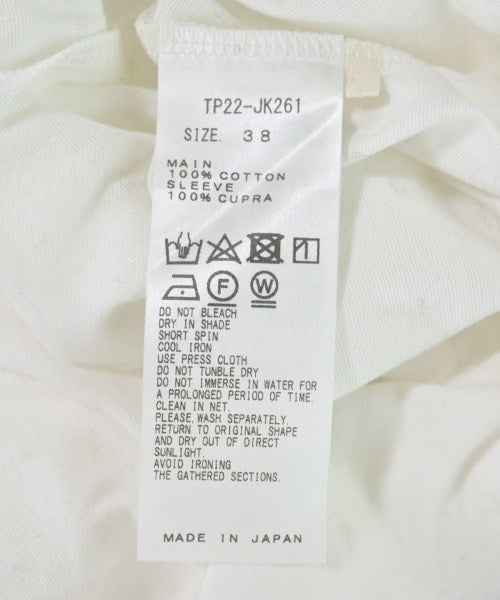 TP22-JK261
SIZE. 38
MAIN
100% COTTON
SLEEVE
100% CUPRA
F W
DO NOT BLEACH
DRY IN SHADE
SHORT SPIN
COOL IRON
USE PRESS CLOTH
DO NOT TUNBLE DRY
DO NOT IMMERSE IN WATER FOR
A PROLONGED PERIOD OF TIME.
CLEAN IN NET.
PLEASE.WASH SEPARATELY.
RETURN TO ORIGINAL SHAPE
AND DRY OUT OF DIRECT
SUNLIGHT.
AVOID IRONING
THE GATHERED SECTIONS.
MADE IN JAPAN